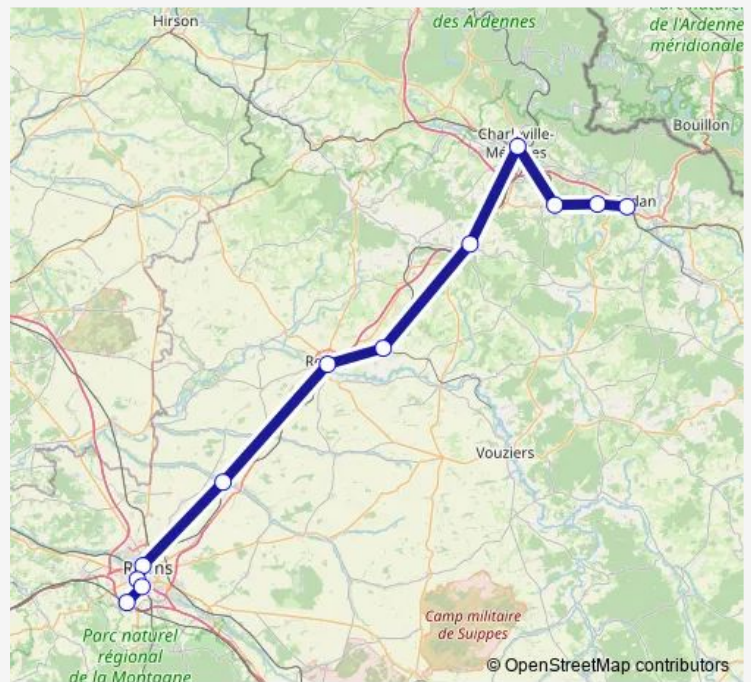 Hirson
des Ardennes
de l'Ardenne
méridionale
Bouillon
Vouziers
Camp militaire
de Suippes
Parc naturel
régional
de la Montagne
© OpenStreetMap contributors